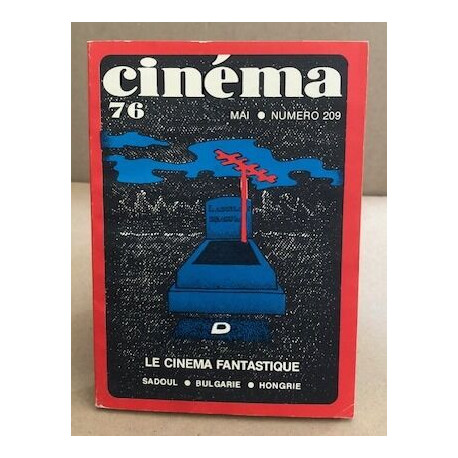 cinéma
76
MAI ● NUMERO 209
D
LE CINEMA FANTASTIQUE
SADOUL ● BULGARIE ● HONGRIE